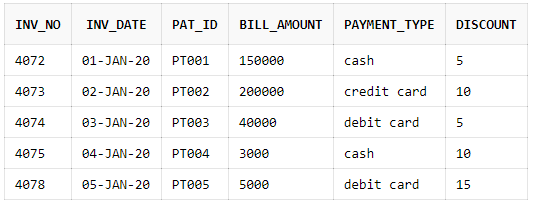 INV_NO INV_DATE PAT_ID BILL_AMOUNT PAYMENT_TYPE DISCOUNT
4072 01-JAN-20 PT001 150000 cash 5
4073 02-JAN-20 PT002 200000 credit card 10
4074 03-JAN-20 PT003 40000 debit card 5
4075 04-JAN-20 PT004 3000 cash 10
4078 05-JAN-20 PT005 5000 debit card 15